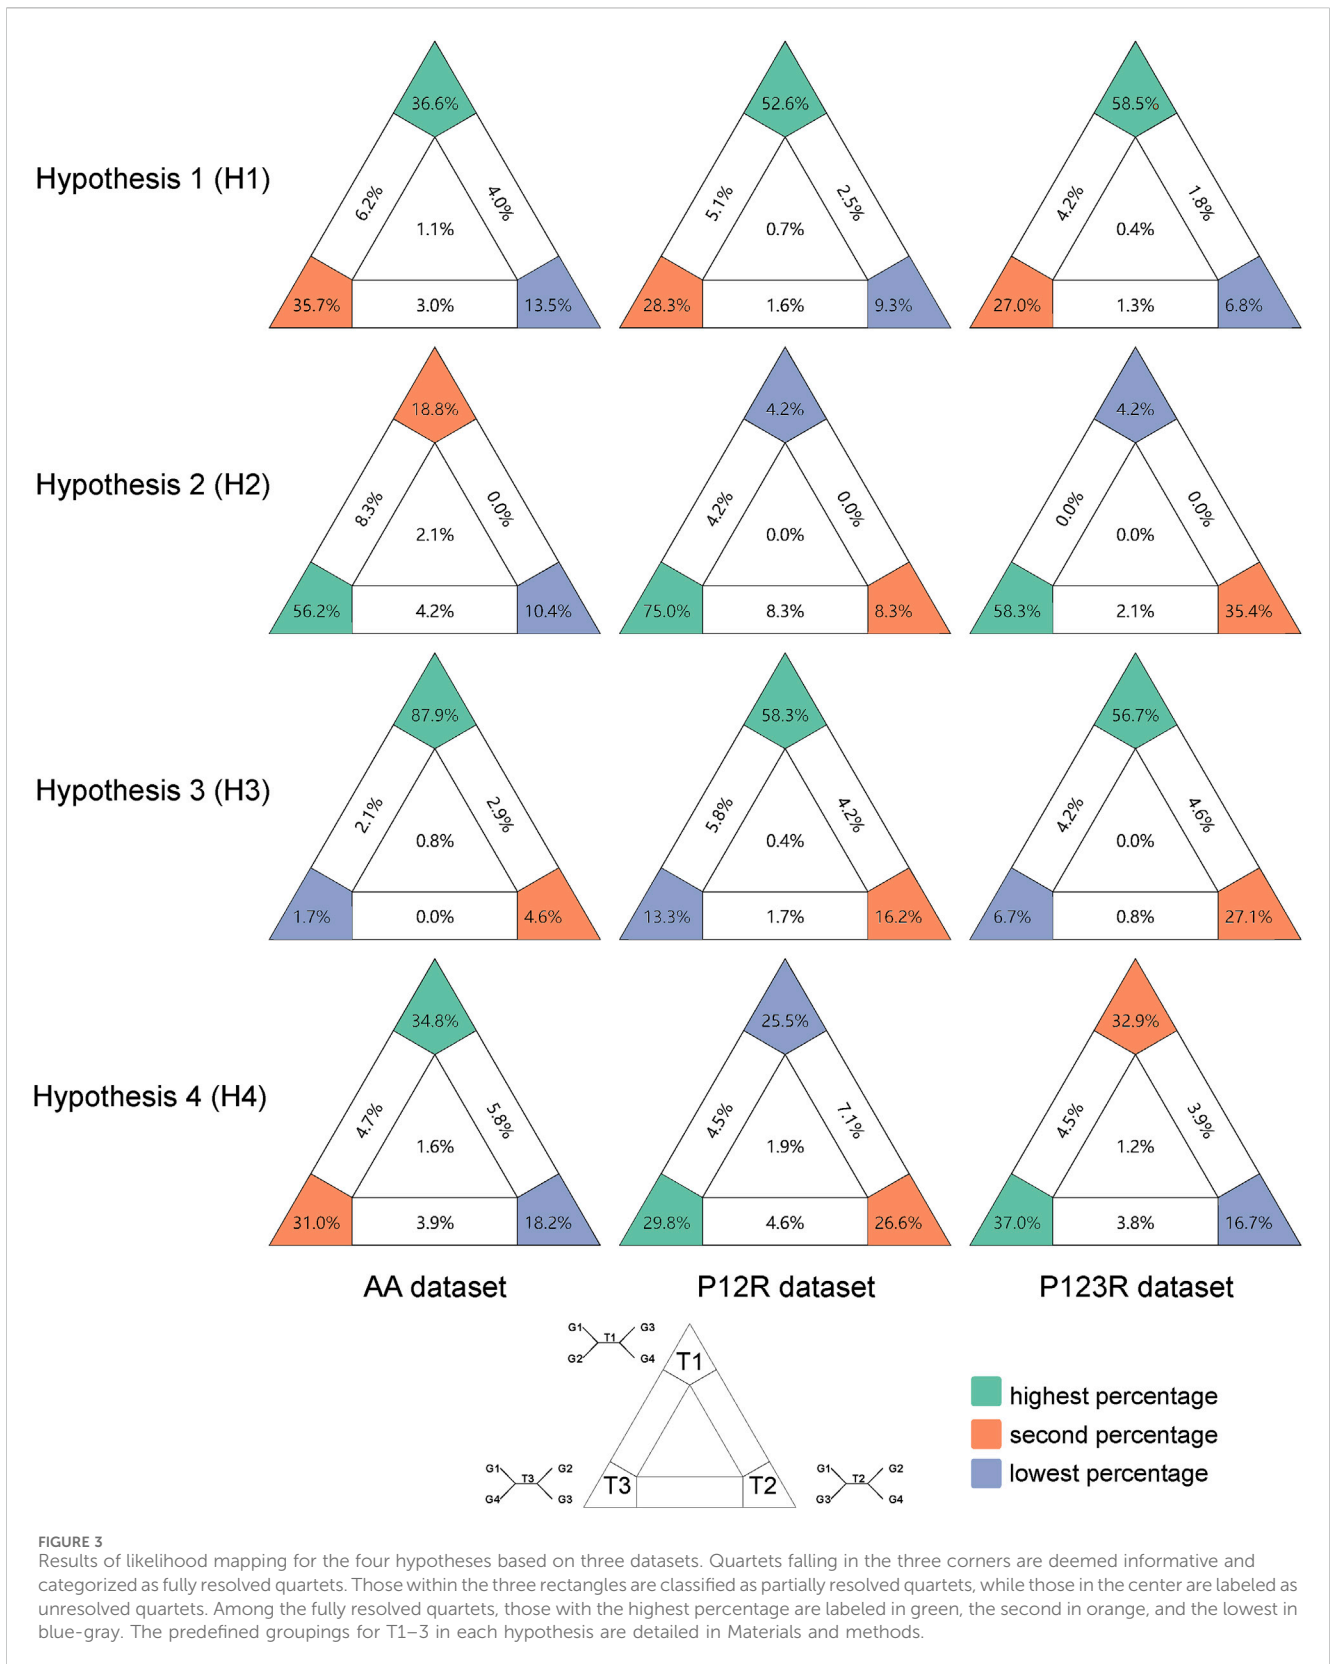 36.6%
52.6%
58.5%
Hypothesis 1 (H1)
6.2%
4.0%
5.1%
2.5%
4.2%
1.8%
1.1%
0.7%
0.4%
35.7%
3.0%
13.5%
28.3%
1.6%
9.3%
27.0%
1.3%
6.8%
18.8%
4.2%
4.2%
Hypothesis 2 (H2)
8.3%
0.0%
4.2%
0.0%
0.0%
0.0%
2.1%
0.0%
0.0%
56.2%
4.2%
10.4%
75.0%
8.3%
8.3%
58.3%
2.1%
35.4%
87.9%
58.3%
56.7%
Hypothesis 3 (H3)
2.1%
2.9%
5.8%
4.2%
4.2%
4.6%
0.8%
0.4%
0.0%
1.7%
0.0%
4.6%
13.3%
1.7%
16.2%
6.7%
0.8%
27.1%
34.8%
25.5%
32.9%
Hypothesis 4 (H4)
4.7%
5.8%
4.5%
7.1%
4.5%
3.9%
1.6%
1.9%
1.2%
31.0%
3.9%
18.2%
29.8%
4.6%
26.6%
37.0%
3.8%
16.7%
AA dataset
P12R dataset
P123R dataset
G1
G3
T1
G2
G4
T1
G1
G2
T3
G4
G3
T3
T2
G1
G2
T2
G3
G4
highest percentage
second percentage
lowest percentage
FIGURE 3
Results of likelihood mapping for the four hypotheses based on three datasets. Quartets falling in the three corners are deemed informative and
categorized as fully resolved quartets. Those within the three rectangles are classified as partially resolved quartets, while those in the center are labeled as
unresolved quartets. Among the fully resolved quartets, those with the highest percentage are labeled in green, the second in orange, and the lowest in
blue-gray. The predefined groupings for T1–3 in each hypothesis are detailed in Materials and methods.